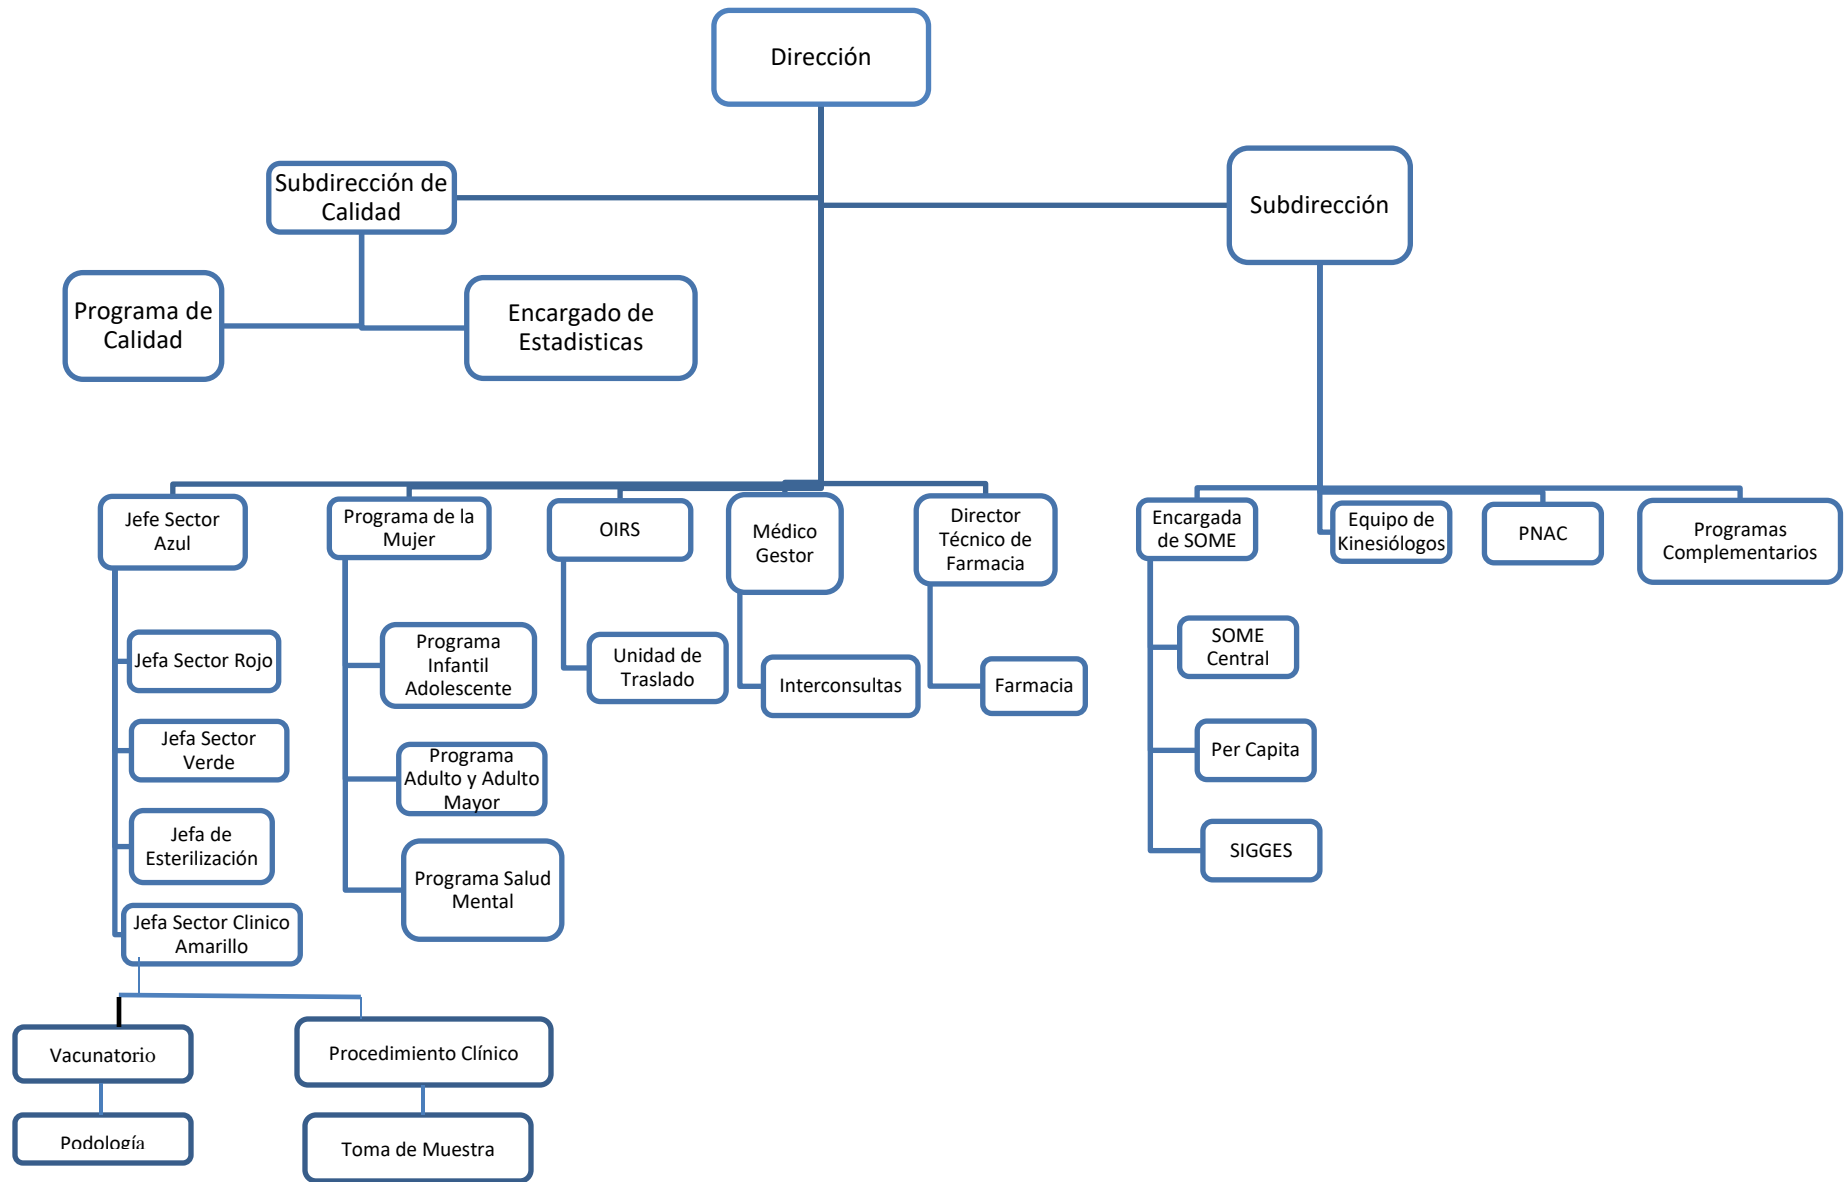 Dirección
Subdirección de
Calidad
Subdirección
Programa de
Calidad
Encargado de
Estadisticas
Jefe Sector
Azul
Programa de la
Mujer
OIRS
Médico
Gestor
Director
Técnico de
Farmacia
Encargada
de SOME
Equipo de
Kinesiólogos
PNAC
Programas
Complementarios
Jefa Sector Rojo
Programa
Infantil
Adolescente
Unidad de
Traslado
Interconsultas
Farmacia
SOME
Central
Jefa Sector
Verde
Programa
Adulto y Adulto
Mayor
Per Capita
Jefa de
Esterilización
Programa Salud
Mental
SIGGES
Jefa Sector Clinico
Amarillo
Vacunatorio
Procedimiento Clínico
Podología
Toma de Muestra